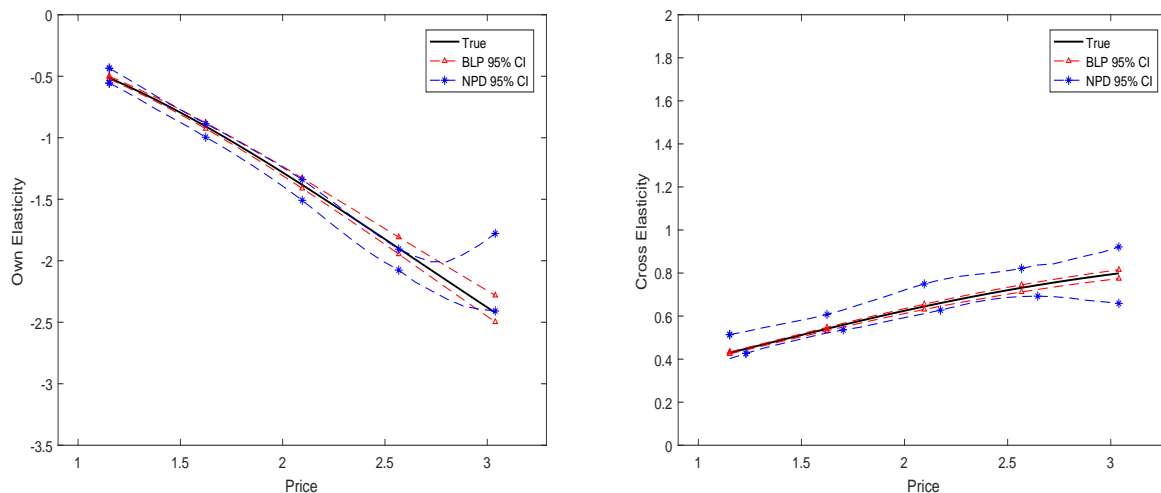 0
-0.5
-1
-1.5
-2
-2.5
-3
-3.5
Own Elasticity
1
1.5
2
2.5
3
Price
True
BLP 95% CI
NPD 95% CI
2
1.8
1.6
1.4
1.2
1
0.8
0.6
0.4
0.2
0
Cross Elasticity
1
1.5
2
2.5
3
Price
True
BLP 95% CI
NPD 95% CI